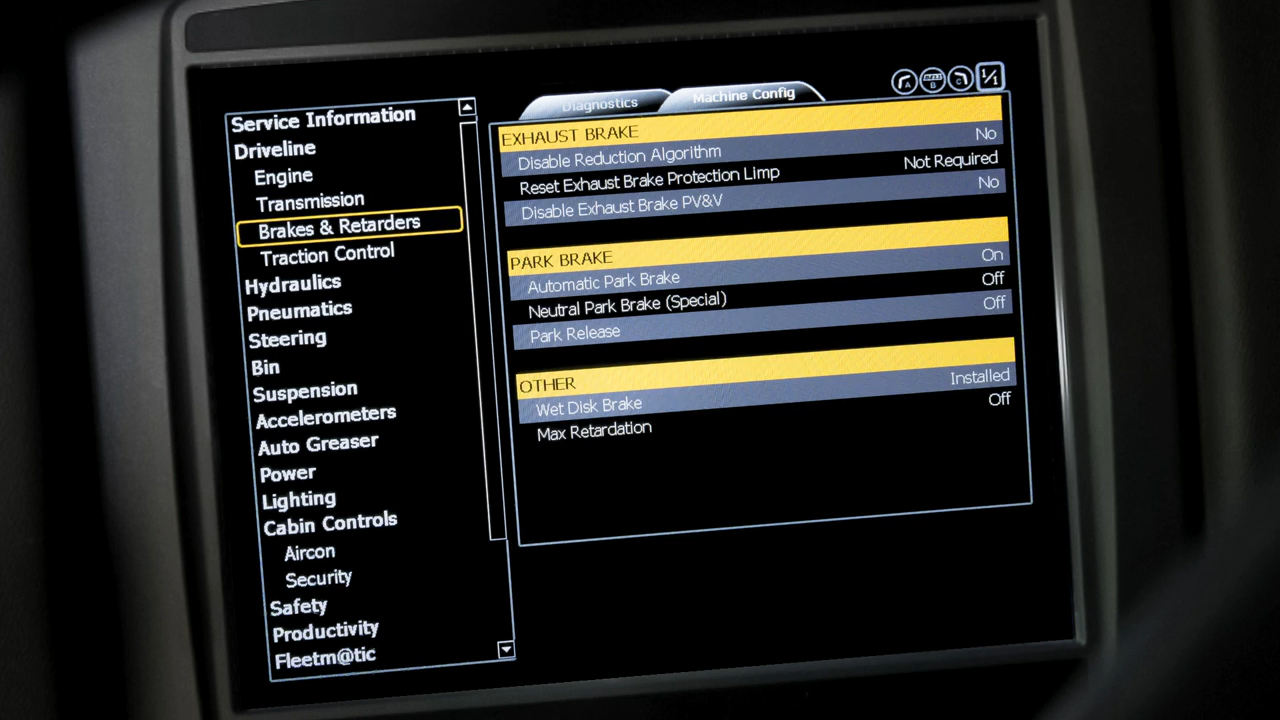 Service Information
Driveline
Engine
Transmission
Brakes & Retarders
Traction Control
Hydraulics
Pneumatics
Steering
Bin
Suspension
Accelerometers
Auto Greaser
Power
Lighting
Cabin Controls
Aircon
Security
Safety
Productivity
Fleetm@tic
Diagnostics
Machine Config
A
B
C
1/1
EXHAUST BRAKE
Disable Reduction Algorithm No
Reset Exhaust Brake Protection Limp Not Required
Disable Exhaust Brake PV&V No
PARK BRAKE
Automatic Park Brake On
Neutral Park Brake (Special) Off
Park Release Off
OTHER
Wet Disk Brake Installed
Max Retardation Off